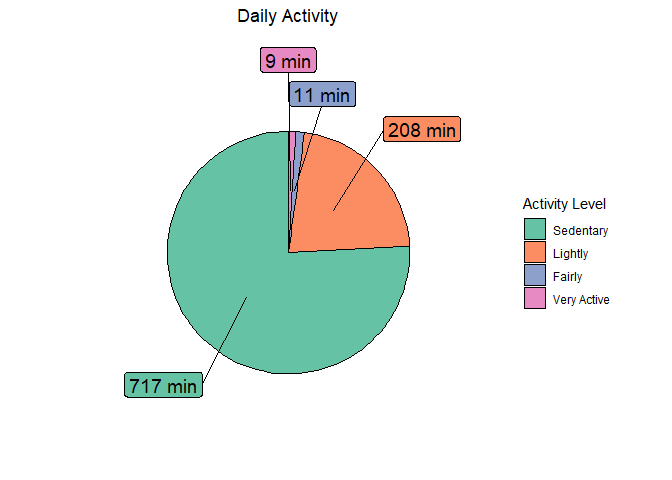 Daily Activity
9 min
11 min
208 min
717 min
Activity Level
Sedentary
Lightly
Fairly
Very Active